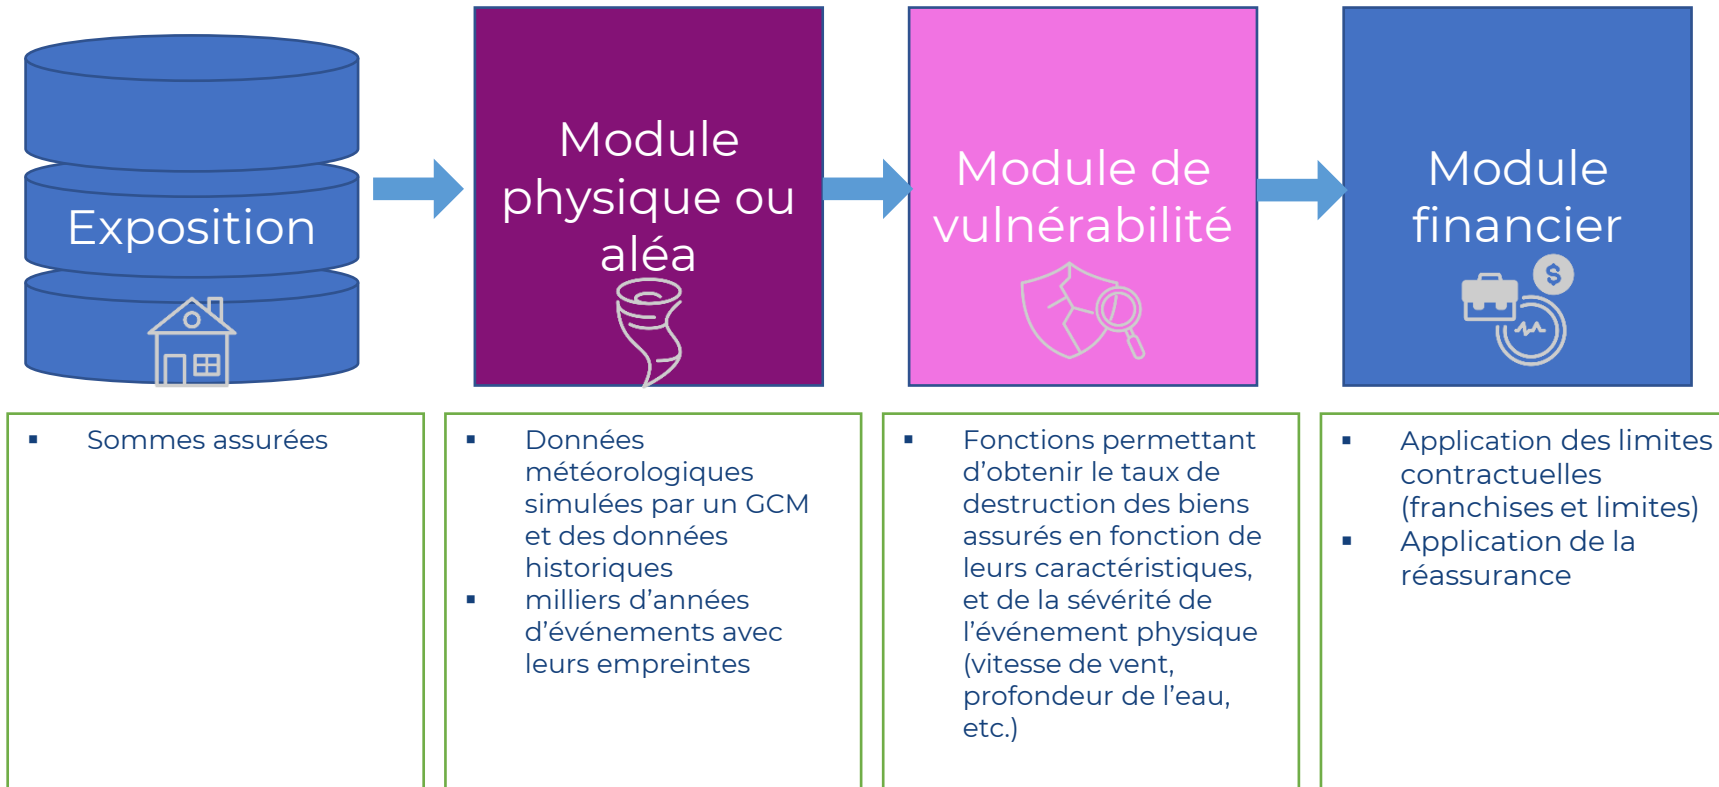 Exposition
Module
physique ou
aléa
Module de
vulnérabilité
Module
financier
$
▪ Sommes assurées
▪ Données
météorologiques
simulées par un GCM
et des données
historiques
▪ milliers d’années
d’événements avec
leurs empreintes
▪ Fonctions permettant
d’obtenir le taux de
destruction des biens
assurés en fonction de
leurs caractéristiques,
et de la sévérité de
l’événement physique
(vitesse de vent,
profondeur de l’eau,
etc.)
▪ Application des limites
contractuelles
(franchises et limites)
▪ Application de la
réassurance